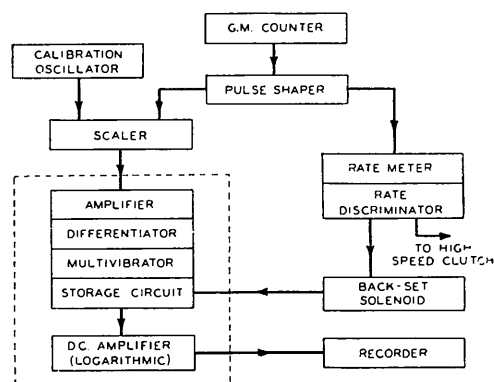 G.M. COUNTER
CALIBRATION
OSCILLATOR
PULSE SHAPER
SCALER
RATE METER
RATE
DISCRIMINATOR
AMPLIFIER
DIFFERENTIATOR
MULTIVIBRATOR
STORAGE CIRCUIT
TO HIGH
SPEED CLUTCH
BACK-SET
SOLENOID
D.C. AMPLIFIER
(LOGARITHMIC)
RECORDER